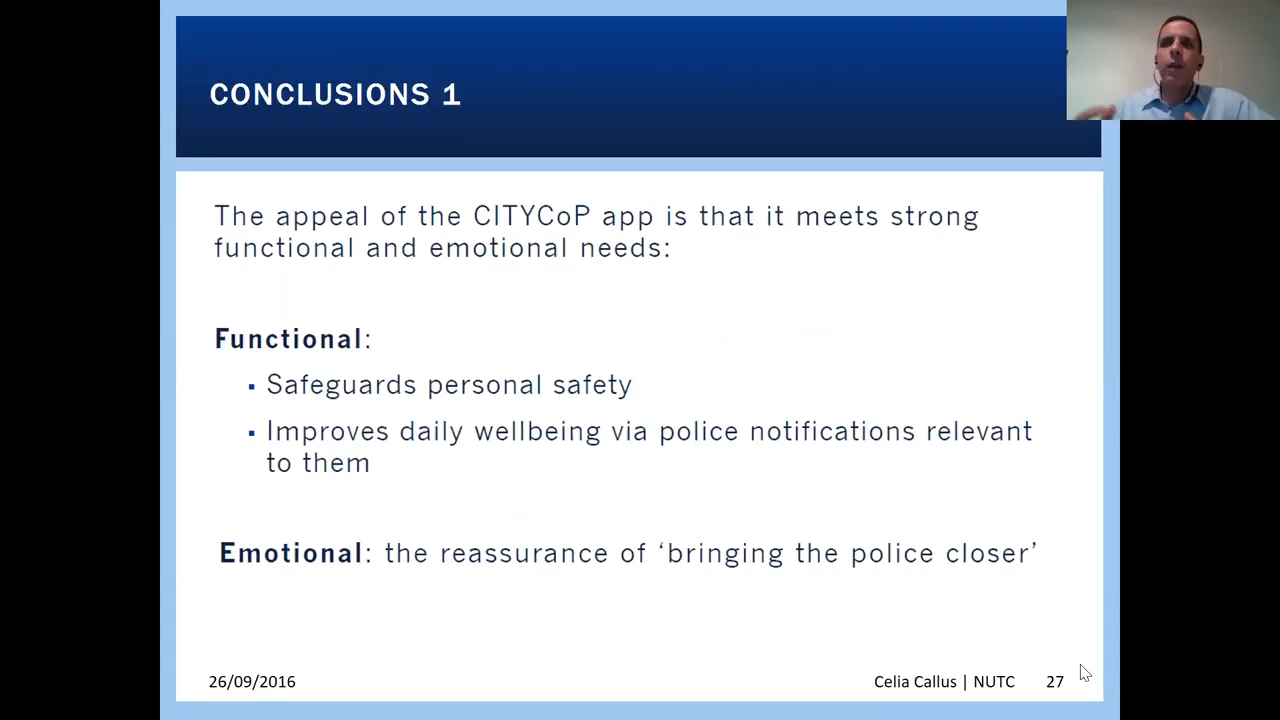 CONCLUSIONS 1
The appeal of the CITYCoP app is that it meets strong
functional and emotional needs:
Functional:
▪ Safeguards personal safety
▪ Improves daily wellbeing via police notifications relevant
to them
Emotional: the reassurance of ‘bringing the police closer’
26/09/2016
Celia Callus | NUTC 27